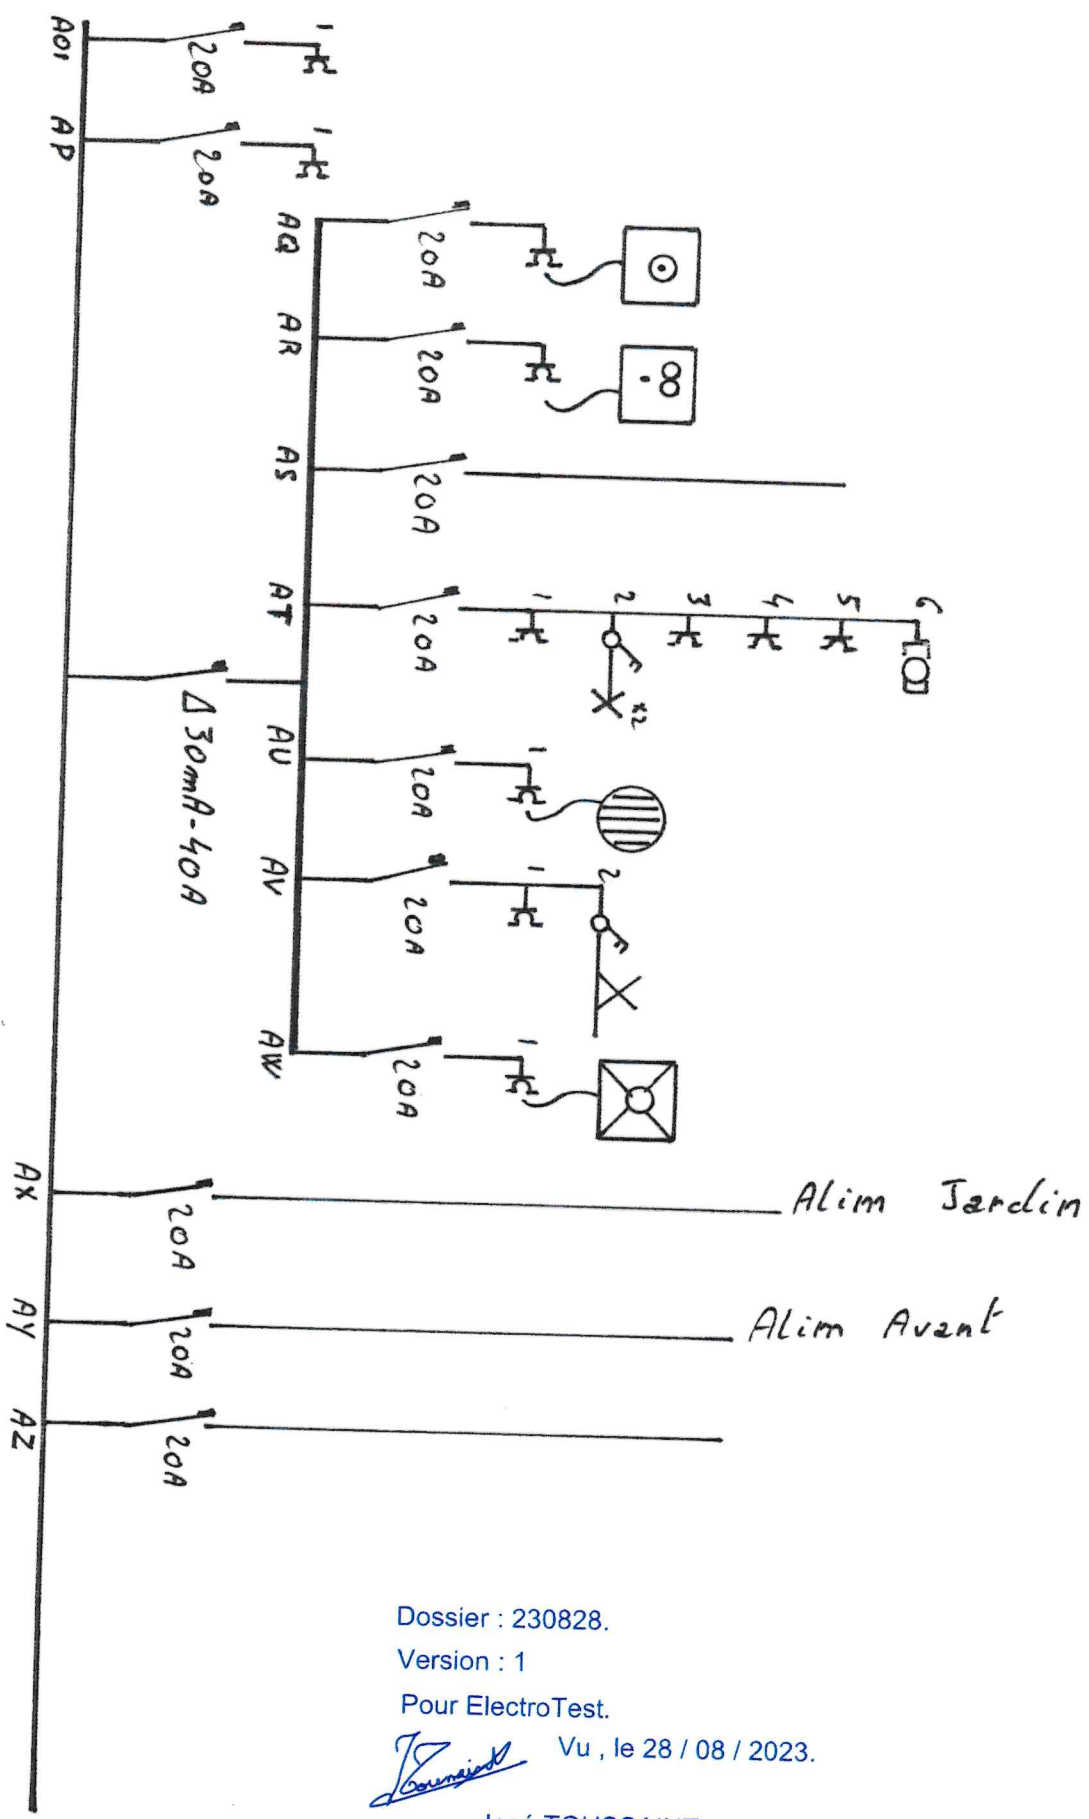 AO1
20A
1
AP
20A
1
AQ
20A
AR
20A
AS
20A
AT
20A
1
2
3
4
5
6
x2
Δ30mA-40A
AU
20A
1
AV
20A
1
2
AW
20A
1
AX
20A
Alim Jardin
AY
20A
Alim Avant
AZ
20A
Dossier : 230828.
Version : 1
Pour ElectroTest.
Vu , le 28 / 08 / 2023.